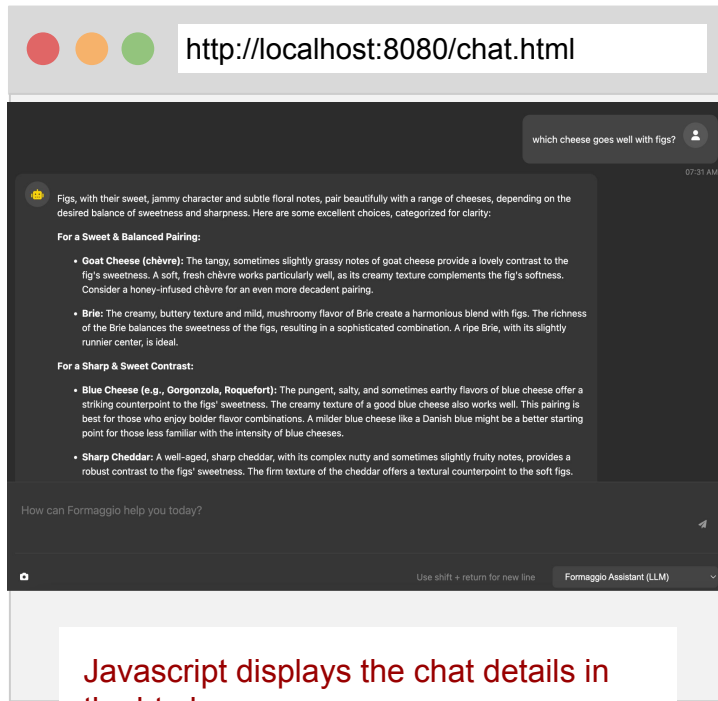 http://localhost:8080/chat.html
which cheese goes well with figs?
07:31 AM
Figs, with their sweet, jammy character and subtle floral notes, pair beautifully with a range of cheeses, depending on the
desired balance of sweetness and sharpness. Here are some excellent choices, categorized for clarity:
For a Sweet & Balanced Pairing:
• Goat Cheese (chèvre): The tangy, sometimes slightly grassy notes of goat cheese provide a lovely contrast to the
fig's sweetness. A soft, fresh chèvre works particularly well, as its creamy texture complements the fig's softness.
Consider a honey-infused chèvre for an even more decadent pairing.
• Brie: The creamy, buttery texture and mild, mushroomy flavor of Brie create a harmonious blend with figs. The richness
of the Brie balances the sweetness of the figs, resulting in a sophisticated combination. A ripe Brie, with its slightly
runnier center, is ideal.
For a Sharp & Sweet Contrast:
• Blue Cheese (e.g., Gorgonzola, Roquefort): The pungent, salty, and sometimes earthy flavors of blue cheese offer a
striking counterpoint to the figs' sweetness. The creamy texture of a good blue cheese also works well. This pairing is
best for those who enjoy bolder flavor combinations. A milder blue cheese like a Danish blue might be a better starting
point for those less familiar with the intensity of blue cheeses.
• Sharp Cheddar: A well-aged, sharp cheddar, with its complex nutty and sometimes slightly fruity notes, provides a
robust contrast to the figs' sweetness. The firm texture of the cheddar offers a textural counterpoint to the soft figs.
How can Formaggio help you today?
Use shift + return for new line
Formaggio Assistant (LLM)
Javascript displays the chat details in